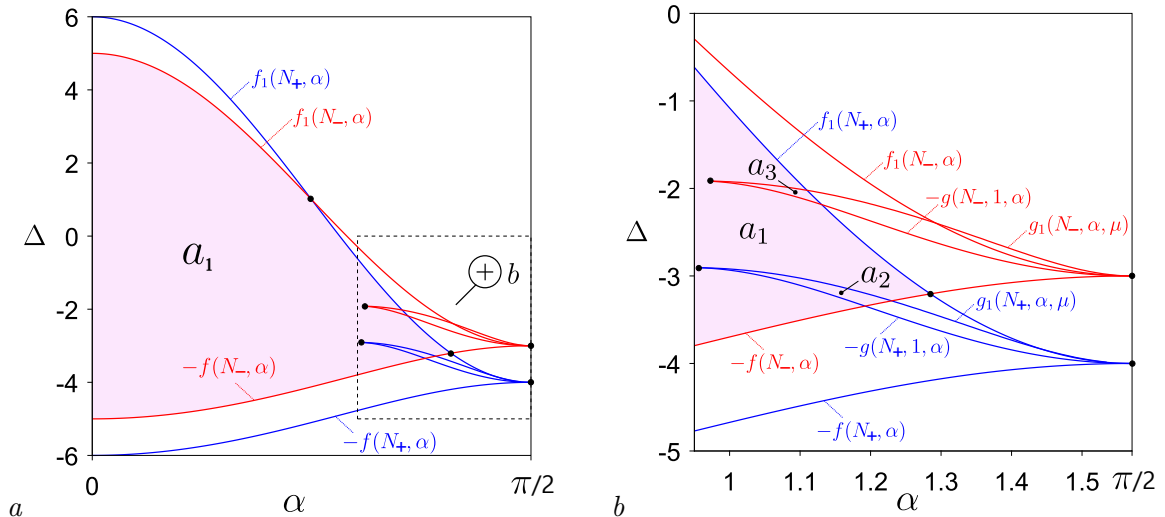 6
4
2
0
-2
-4
-6
Δ
f₁(N₊, α)
f₁(N₋, α)
a₁
b
−f(N₋, α)
−f(N₊, α)
0
α
π/2
a
0
-1
-2
-3
-4
-5
Δ
f₁(N₊, α)
f₁(N₋, α)
a₃
−g(N₋, 1, α)
g₁(N₋, α, μ)
a₁
a₂
g₁(N₊, α, μ)
−g(N₊, 1, α)
−f(N₋, α)
−f(N₊, α)
1
1.1
1.2
1.3
1.4
1.5
π/2
α
b